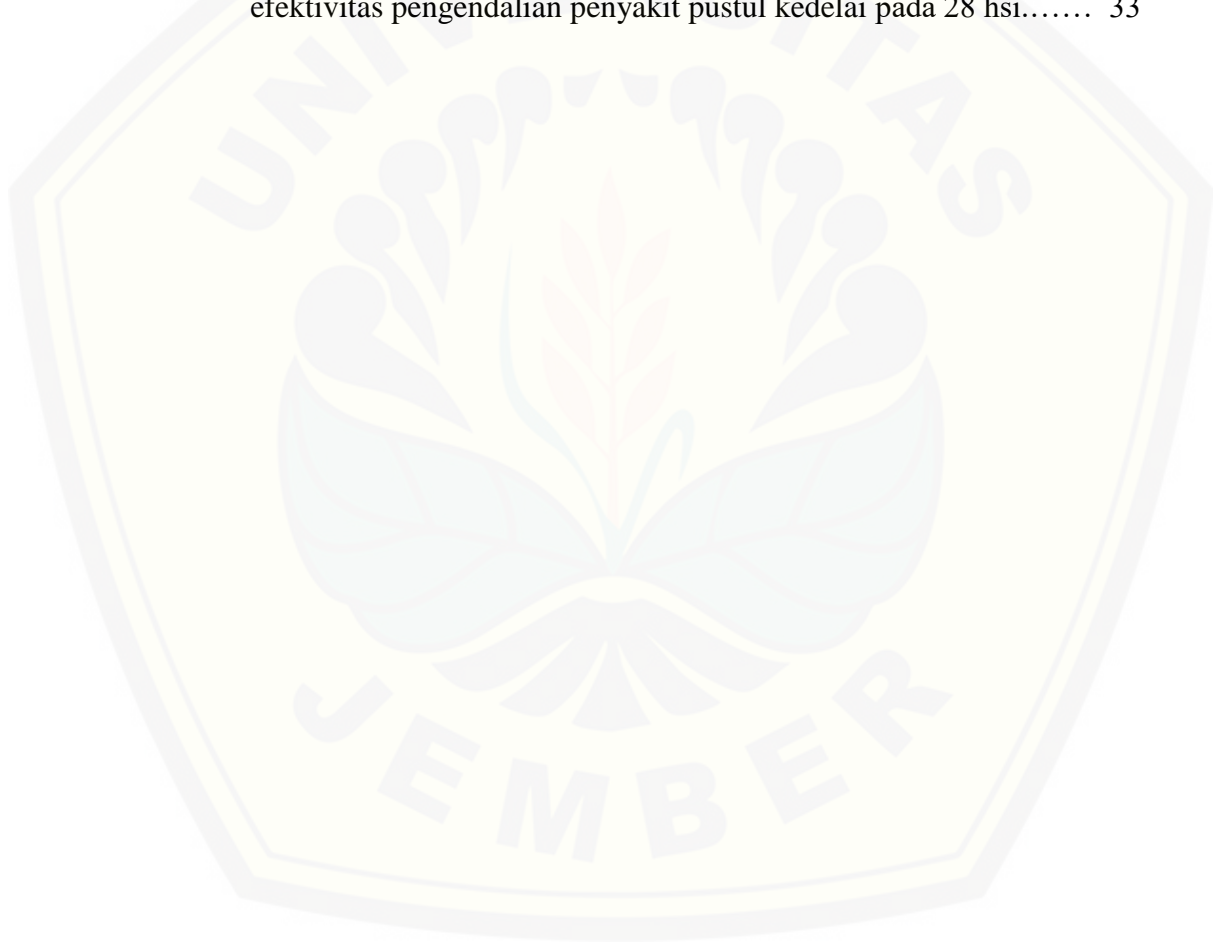 efektivitas pengendalian penyakit pustul kedelai pada 28 hsi....... 33
UNIVERSITAS
JEMBER